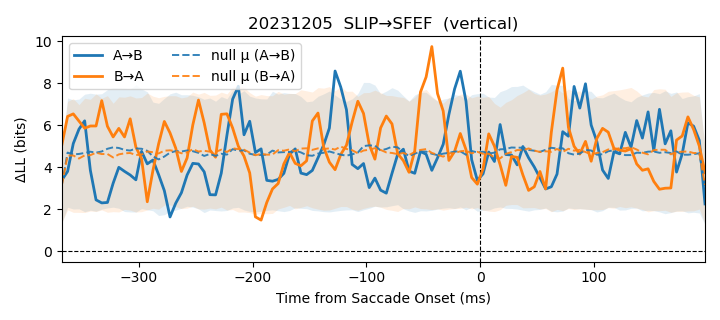 20231205  SLIP→SFEF  (vertical)
A→B
B→A
null μ (A→B)
null μ (B→A)
ΔLL (bits)
10
8
6
4
2
0
−300
−200
−100
0
100
Time from Saccade Onset (ms)